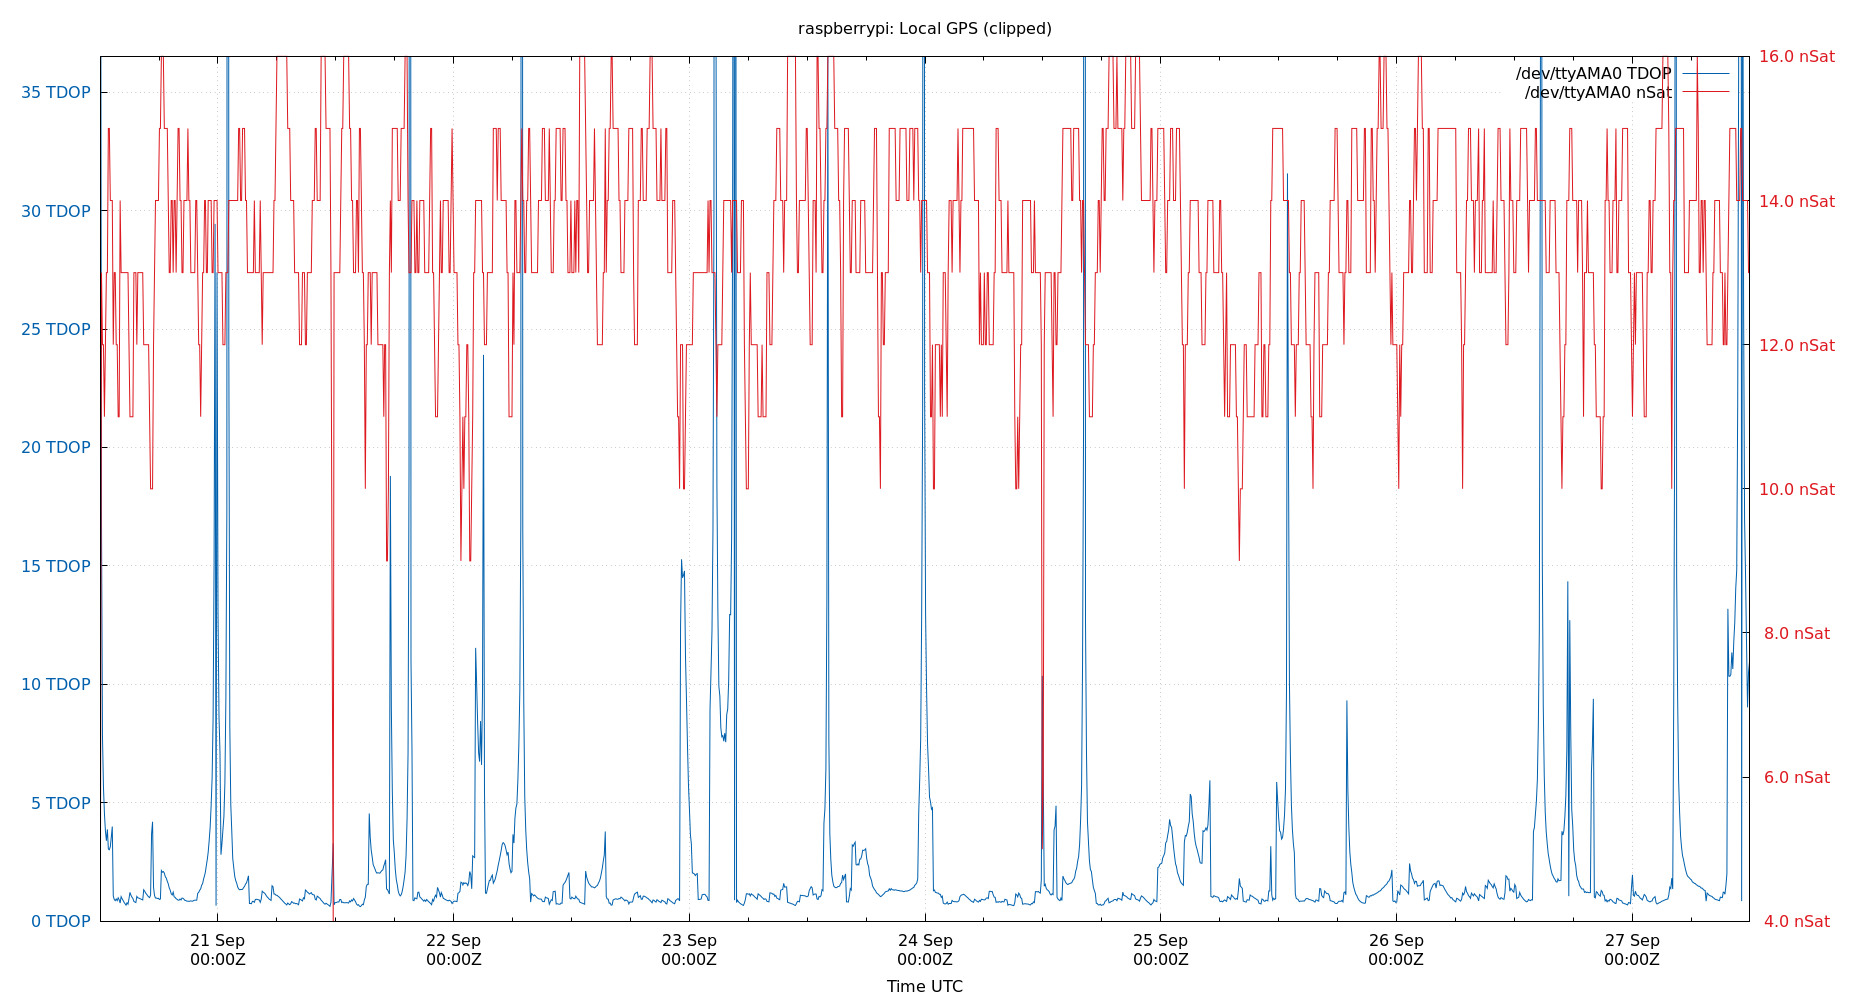 raspberrypi: Local GPS (clipped)
/dev/ttyAMA0 TDOP
/dev/ttyAMA0 nSat
35 TDOP
30 TDOP
25 TDOP
20 TDOP
15 TDOP
10 TDOP
5 TDOP
0 TDOP
16.0 nSat
14.0 nSat
12.0 nSat
10.0 nSat
8.0 nSat
6.0 nSat
4.0 nSat
21 Sep
00:00Z
22 Sep
00:00Z
23 Sep
00:00Z
24 Sep
00:00Z
25 Sep
00:00Z
26 Sep
00:00Z
27 Sep
00:00Z
Time UTC